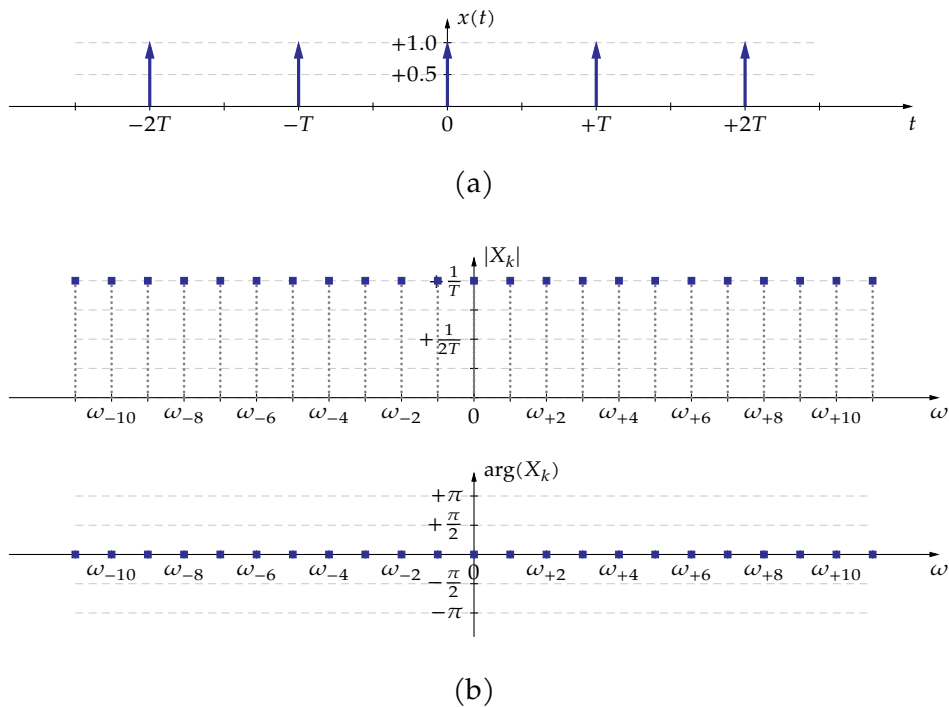 x(t)
+1.0
+0.5
−2T −T 0 +T +2T t
(a)
|X_k|
+ 1/T
+ 1/2T
ω_{−10} ω_{−8} ω_{−6} ω_{−4} ω_{−2} 0 ω_{+2} ω_{+4} ω_{+6} ω_{+8} ω_{+10} ω
arg(X_k)
+π
+ π/2
ω_{−10} ω_{−8} ω_{−6} ω_{−4} ω_{−2} 0 ω_{+2} ω_{+4} ω_{+6} ω_{+8} ω_{+10} ω
− π/2
−π
(b)